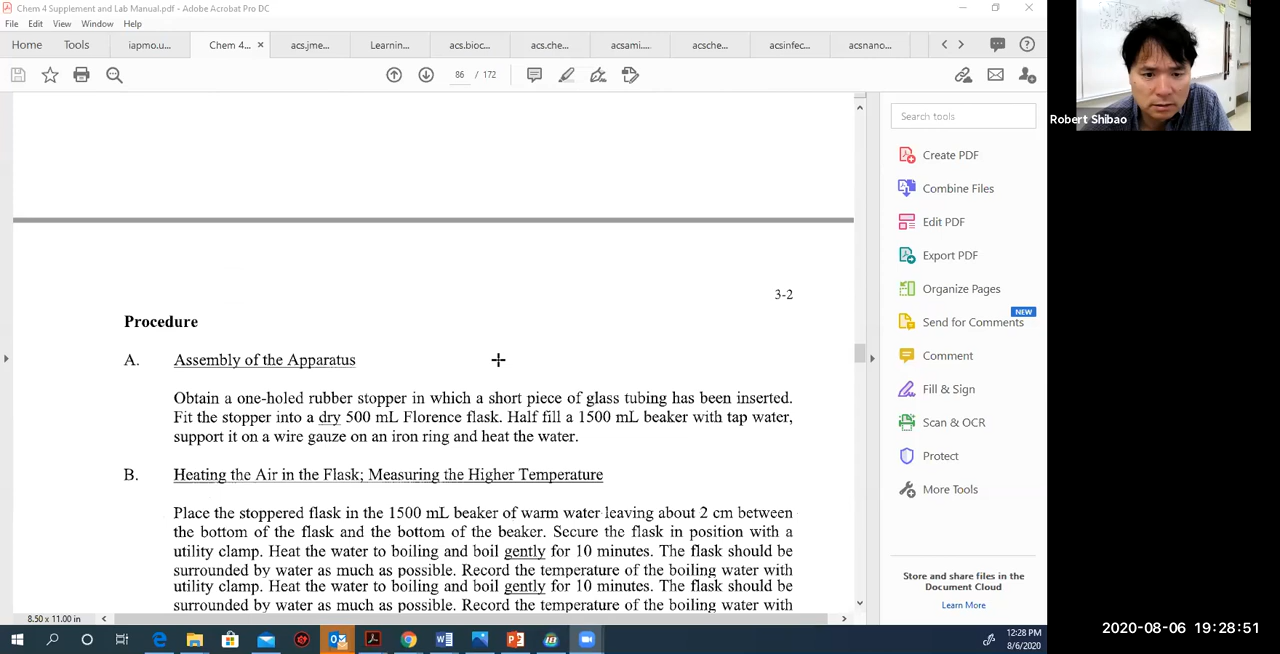 Chem 4 Supplement and Lab Manual.pdf - Adobe Acrobat Pro DC
File Edit View Window Help
Home Tools iapmo.u... Chem 4... × acs.jme... Learnin... acs.bioc... acs.che... acsami.... acsche... acsinfec... acsnano...
86 / 172
Robert Shibao
Search tools
Create PDF
Combine Files
Edit PDF
Export PDF
Organize Pages
NEW
Send for Comments
Comment
Fill & Sign
Scan & OCR
Protect
More Tools
Store and share files in the
Document Cloud
Learn More
3-2
Procedure
A. Assembly of the Apparatus
Obtain a one-holed rubber stopper in which a short piece of glass tubing has been inserted.
Fit the stopper into a dry 500 mL Florence flask. Half fill a 1500 mL beaker with tap water,
support it on a wire gauze on an iron ring and heat the water.
B. Heating the Air in the Flask; Measuring the Higher Temperature
Place the stoppered flask in the 1500 mL beaker of warm water leaving about 2 cm between
the bottom of the flask and the bottom of the beaker. Secure the flask in position with a
utility clamp. Heat the water to boiling and boil gently for 10 minutes. The flask should be
surrounded by water as much as possible. Record the temperature of the boiling water with
utility clamp. Heat the water to boiling and boil gently for 10 minutes. The flask should be
surrounded by water as much as possible. Record the temperature of the boiling water with
8.50 x 11.00 in
12:28 PM
8/6/2020
2020-08-06 19:28:51